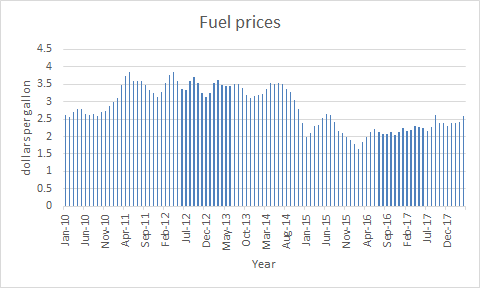 Fuel prices
dollars per gallon
4.5
4
3.5
3
2.5
2
1.5
1
0.5
0
Jan-10
Jun-10
Nov-10
Apr-11
Sep-11
Feb-12
Jul-12
Dec-12
May-13
Oct-13
Mar-14
Aug-14
Jan-15
Jun-15
Nov-15
Apr-16
Sep-16
Feb-17
Jul-17
Dec-17
Year